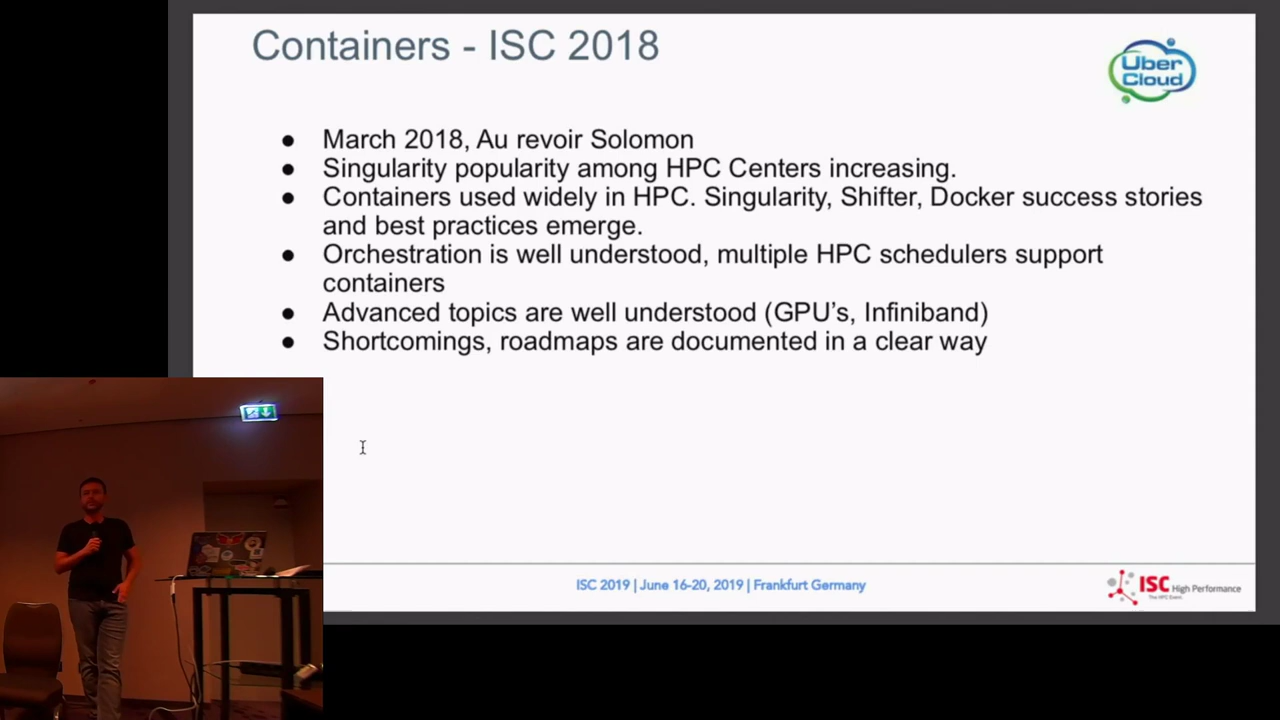 Containers - ISC 2018
Uber
Cloud
● March 2018, Au revoir Solomon
● Singularity popularity among HPC Centers increasing.
● Containers used widely in HPC. Singularity, Shifter, Docker success stories
and best practices emerge.
● Orchestration is well understood, multiple HPC schedulers support
containers
● Advanced topics are well understood (GPU's, Infiniband)
● Shortcomings, roadmaps are documented in a clear way
ISC 2019 | June 16-20, 2019 | Frankfurt Germany
ISC High Performance
The HPC Event.